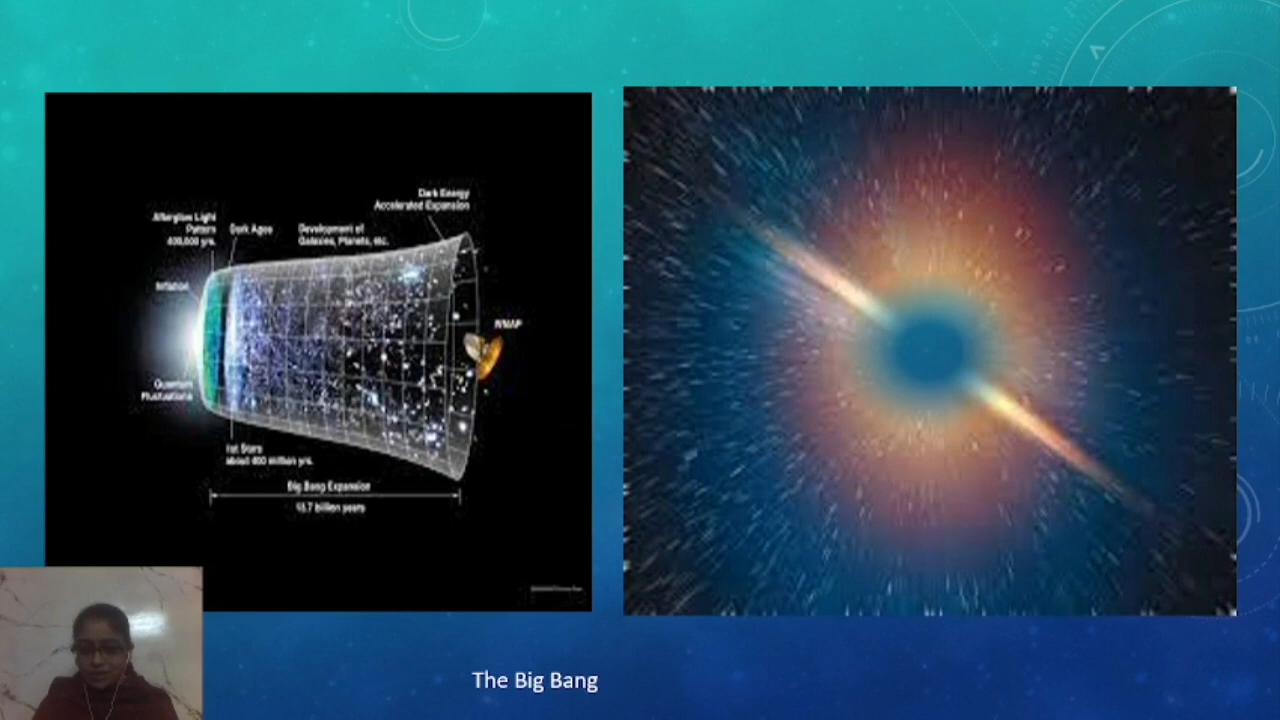 Dark Energy
Accelerated Expansion
Afterglow Light
Pattern
400,000 yrs.
Dark Ages
Development of
Galaxies, Planets, etc.
Inflation
WMAP
Quantum
Fluctuations
1st Stars
about 400 million yrs.
Big Bang Expansion
13.7 billion years
The Big Bang